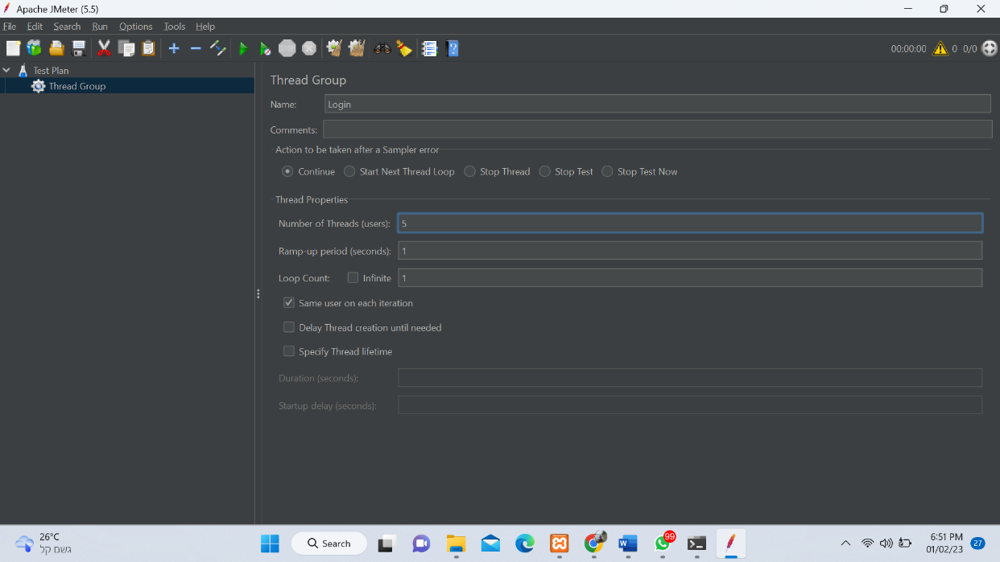 Apache JMeter (5.5)
File Edit Search Run Options Tools Help
STOP
00:00:00 0 0/0
Test Plan
Thread Group
Thread Group
Name: Login
Comments:
Action to be taken after a Sampler error
Continue Start Next Thread Loop Stop Thread Stop Test Stop Test Now
Thread Properties
Number of Threads (users): 5
Ramp-up period (seconds): 1
Loop Count: Infinite 1
Same user on each iteration
Delay Thread creation until needed
Specify Thread lifetime
Duration (seconds):
Startup delay (seconds):
26°C
גשם קל
Search
99
6:51 PM
01/02/23
27